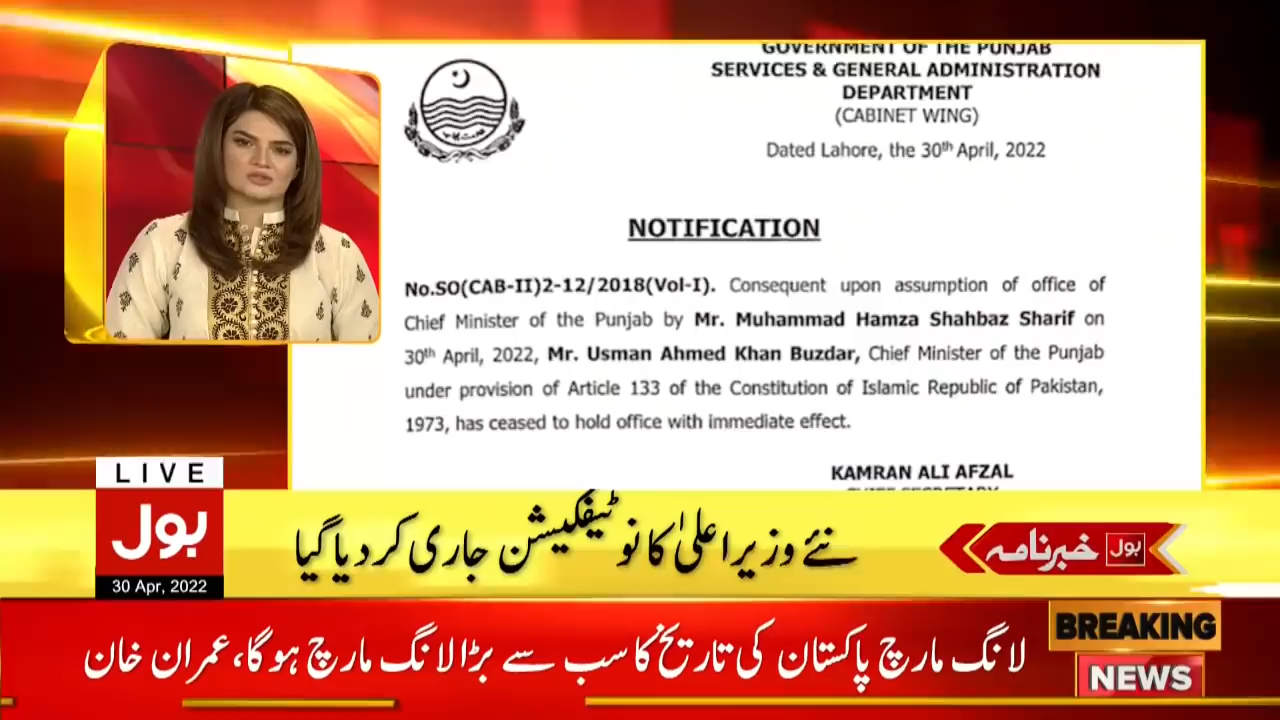 GOVERNMENT OF THE PUNJAB
SERVICES & GENERAL ADMINISTRATION
DEPARTMENT
(CABINET WING)
Dated Lahore, the 30th April, 2022
NOTIFICATION
No.SO(CAB-II)2-12/2018(Vol-I). Consequent upon assumption of office of
Chief Minister of the Punjab by Mr. Muhammad Hamza Shahbaz Sharif on
30th April, 2022, Mr. Usman Ahmed Khan Buzdar, Chief Minister of the Punjab
under provision of Article 133 of the Constitution of Islamic Republic of Pakistan,
1973, has ceased to hold office with immediate effect.
KAMRAN ALI AFZAL
CHIEF SECRETARY
LIVE
بول
30 Apr, 2022
نئے وزیراعلیٰ کا نوٹیفکیشن جاری کردیا گیا
بول خبرنامہ
لانگ مارچ پاکستان کی تاریخ کا سب سے بڑا لانگ مارچ ہوگا، عمران خان
BREAKING
NEWS